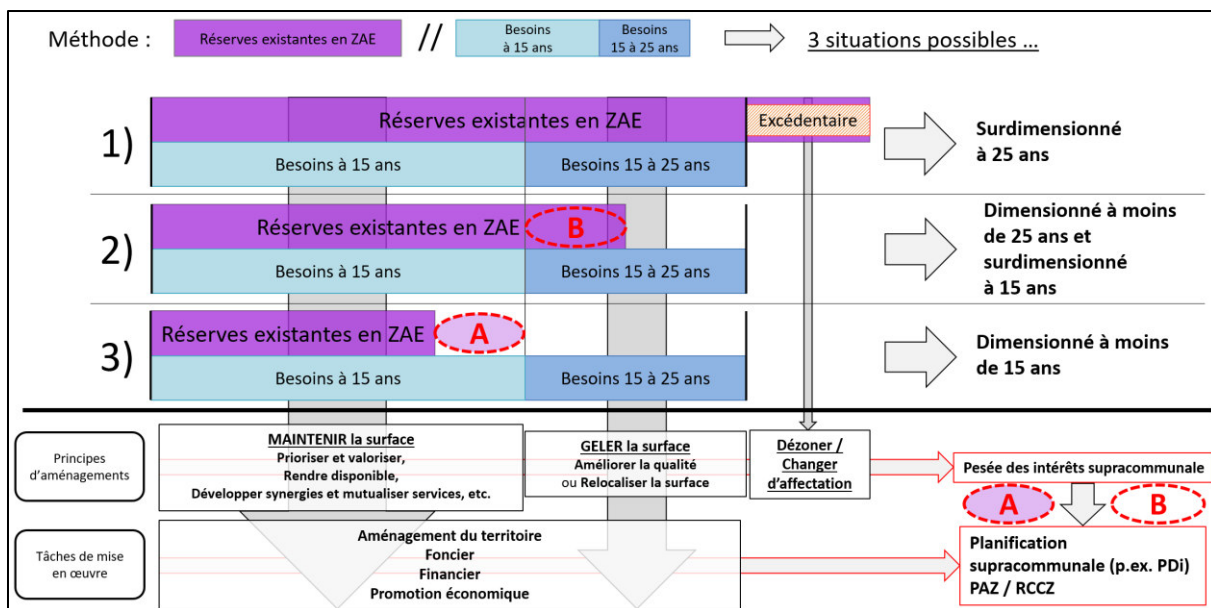 Méthode :
Réserves existantes en ZAE
//
Besoins
à 15 ans
Besoins
15 à 25 ans
3 situations possibles ...
1)
Réserves existantes en ZAE
Excédentaire
Besoins à 15 ans
Besoins 15 à 25 ans
Surdimensionné
à 25 ans
2)
Réserves existantes en ZAE
B
Besoins à 15 ans
Besoins 15 à 25 ans
Dimensionné à moins
de 25 ans et
surdimensionné
à 15 ans
3)
Réserves existantes en ZAE
A
Besoins à 15 ans
Besoins 15 à 25 ans
Dimensionné à moins
de 15 ans
Principes
d'aménagements
MAINTENIR la surface
Prioriser et valoriser,
Rendre disponible,
Développer synergies et mutualiser services, etc.
GELER la surface
Améliorer la qualité
ou Relocaliser la surface
Dézoner /
Changer
d'affectation
Pesée des intérêts supracommunale
A
B
Tâches de mise
en œuvre
Aménagement du territoire
Foncier
Financier
Promotion économique
Planification
supracommunale (p.ex. PDi)
PAZ / RCCZ